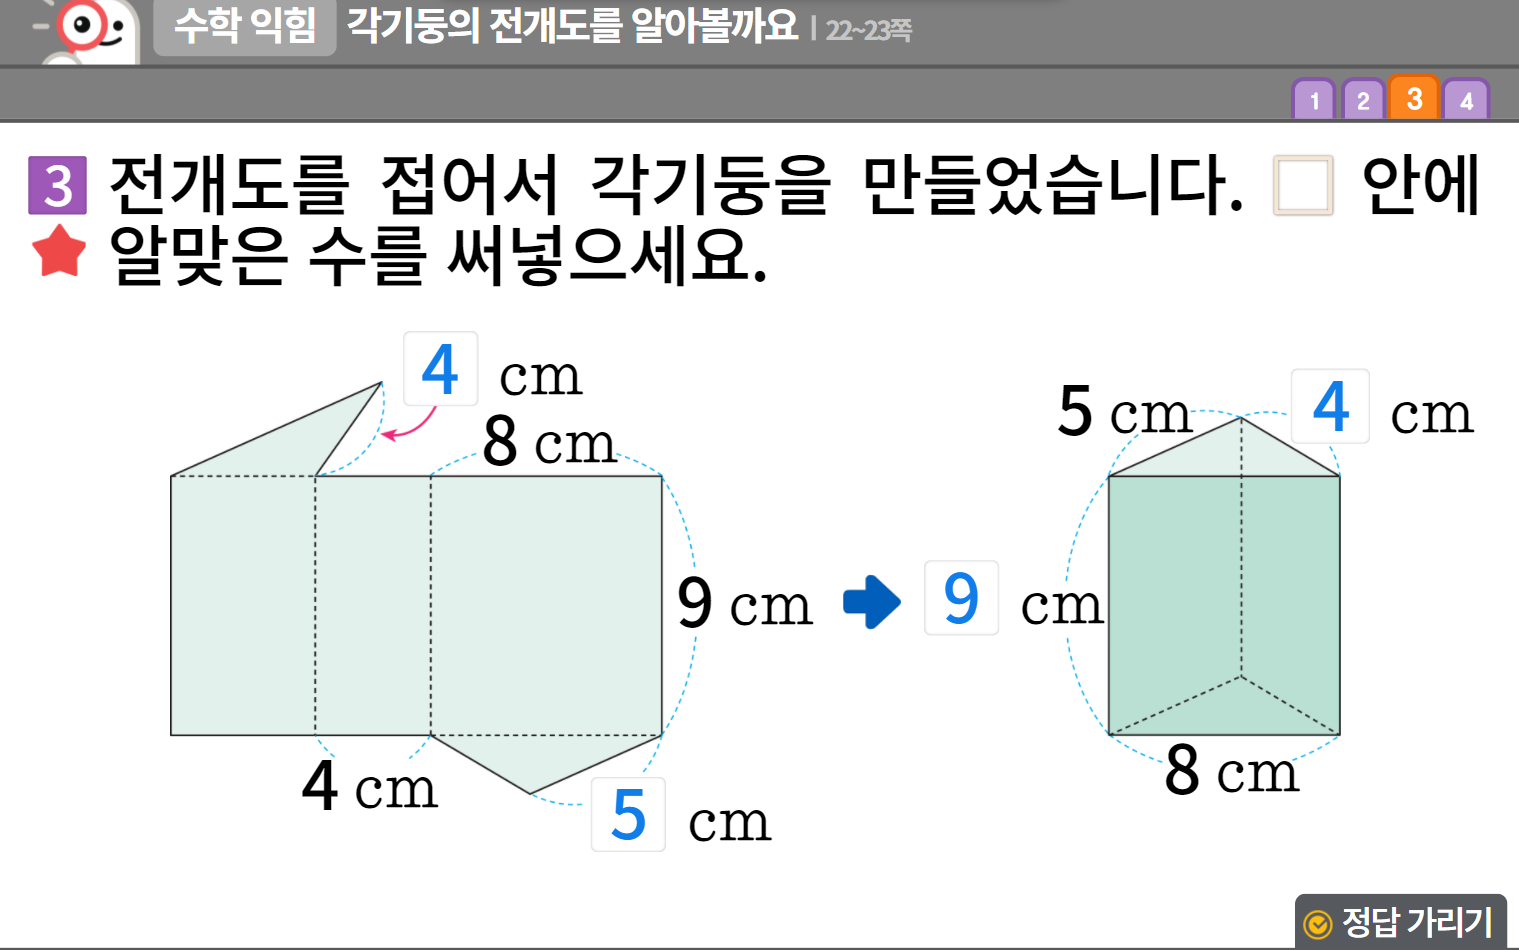 수학 익힘 각기둥의 전개도를 알아볼까요 | 22~23쪽
1 2 3 4
3 전개도를 접어서 각기둥을 만들었습니다. □ 안에
알맞은 수를 써넣으세요.
4 cm
8 cm
5 cm
4 cm
9 cm
9 cm
4 cm
5 cm
8 cm
정답 가리기